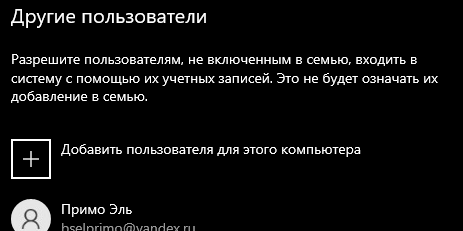 Другие пользователи
Разрешите пользователям, не включенным в семью, входить в
систему с помощью их учетных записей. Это не будет означать их
добавление в семью.
Добавить пользователя для этого компьютера
Примо Эль
bselprimo@yandex.ru